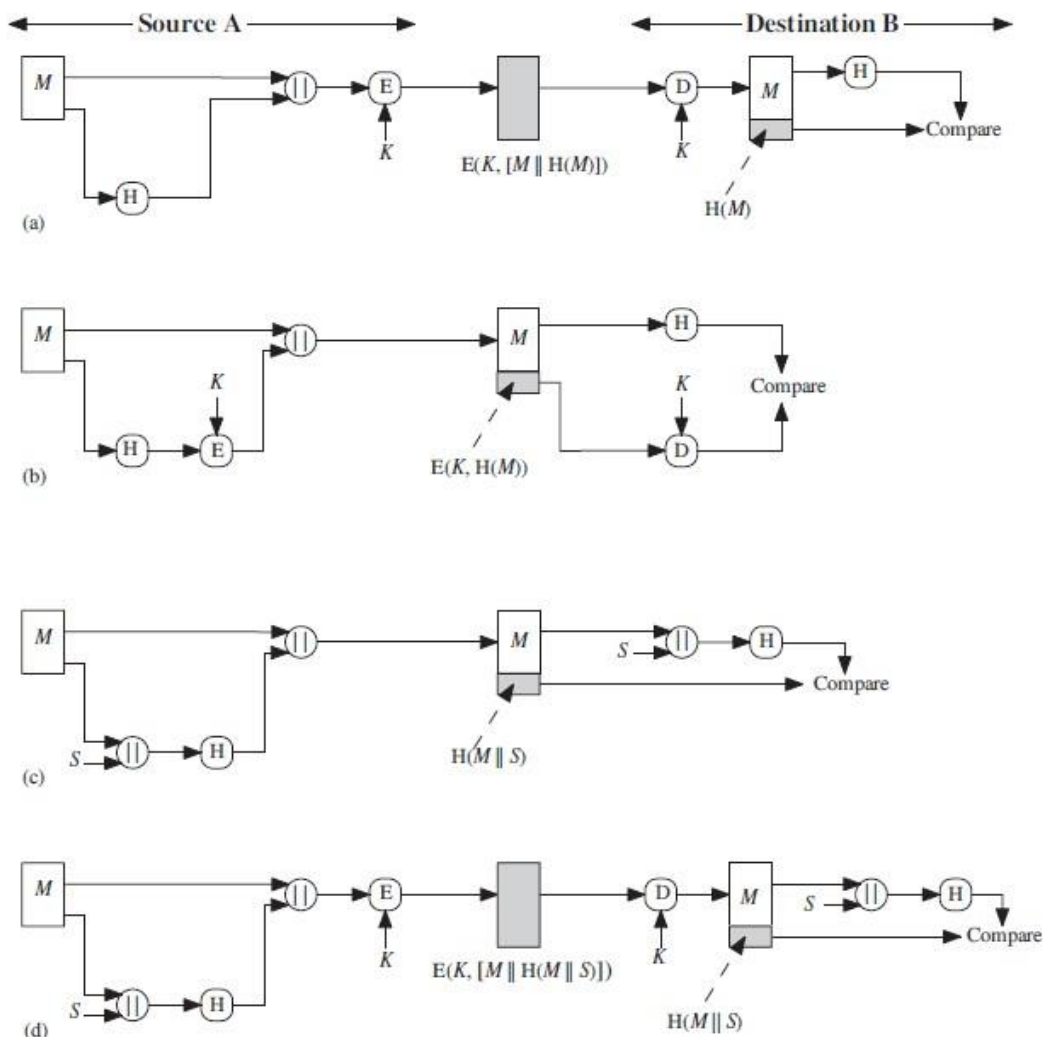 Source A Destination B
M || E D M H
K K Compare
E(K, [M || H(M)])
H H(M)
(a)
M || M H
K K Compare
H E D
E(K, H(M))
(b)
M || M || H
S Compare
S || H H(M || S)
(c)
M || E D M || H
S
K K Compare
E(K, [M || H(M || S)])
S || H H(M || S)
(d)